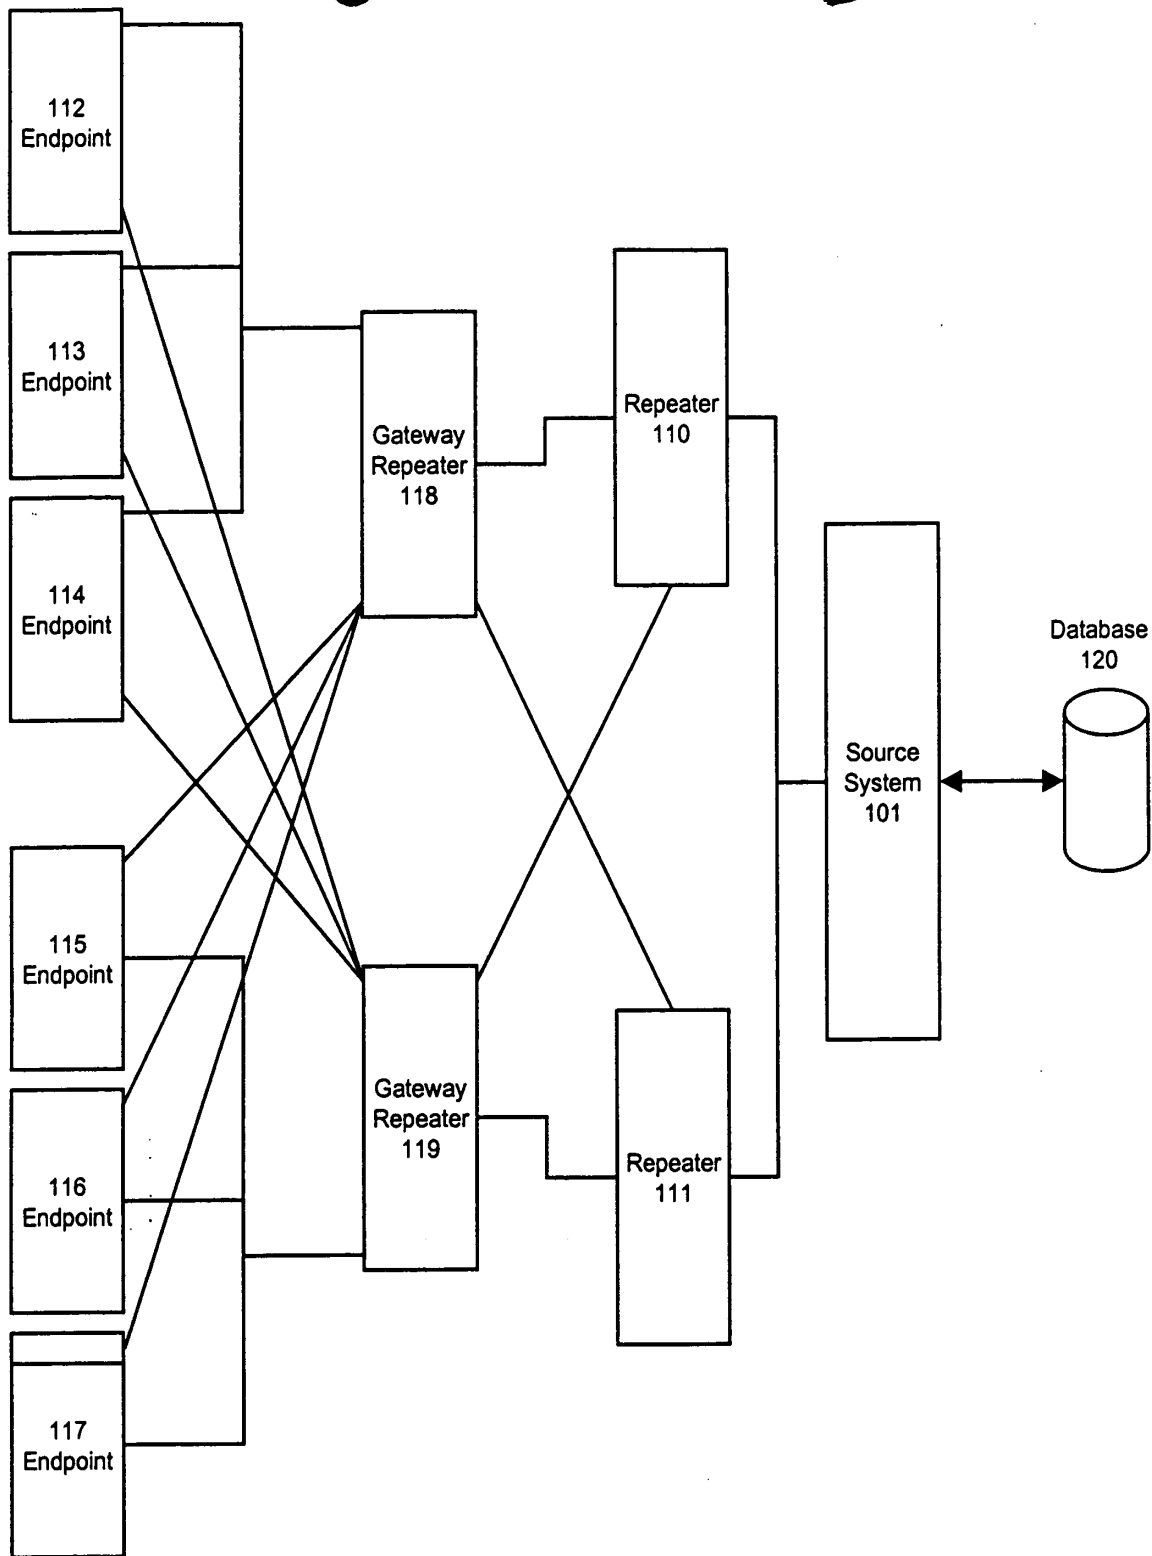 112
Endpoint
113
Endpoint
114
Endpoint
115
Endpoint
116
Endpoint
117
Endpoint
Gateway
Repeater
118
Gateway
Repeater
119
Repeater
110
Repeater
111
Source
System
101
Database
120